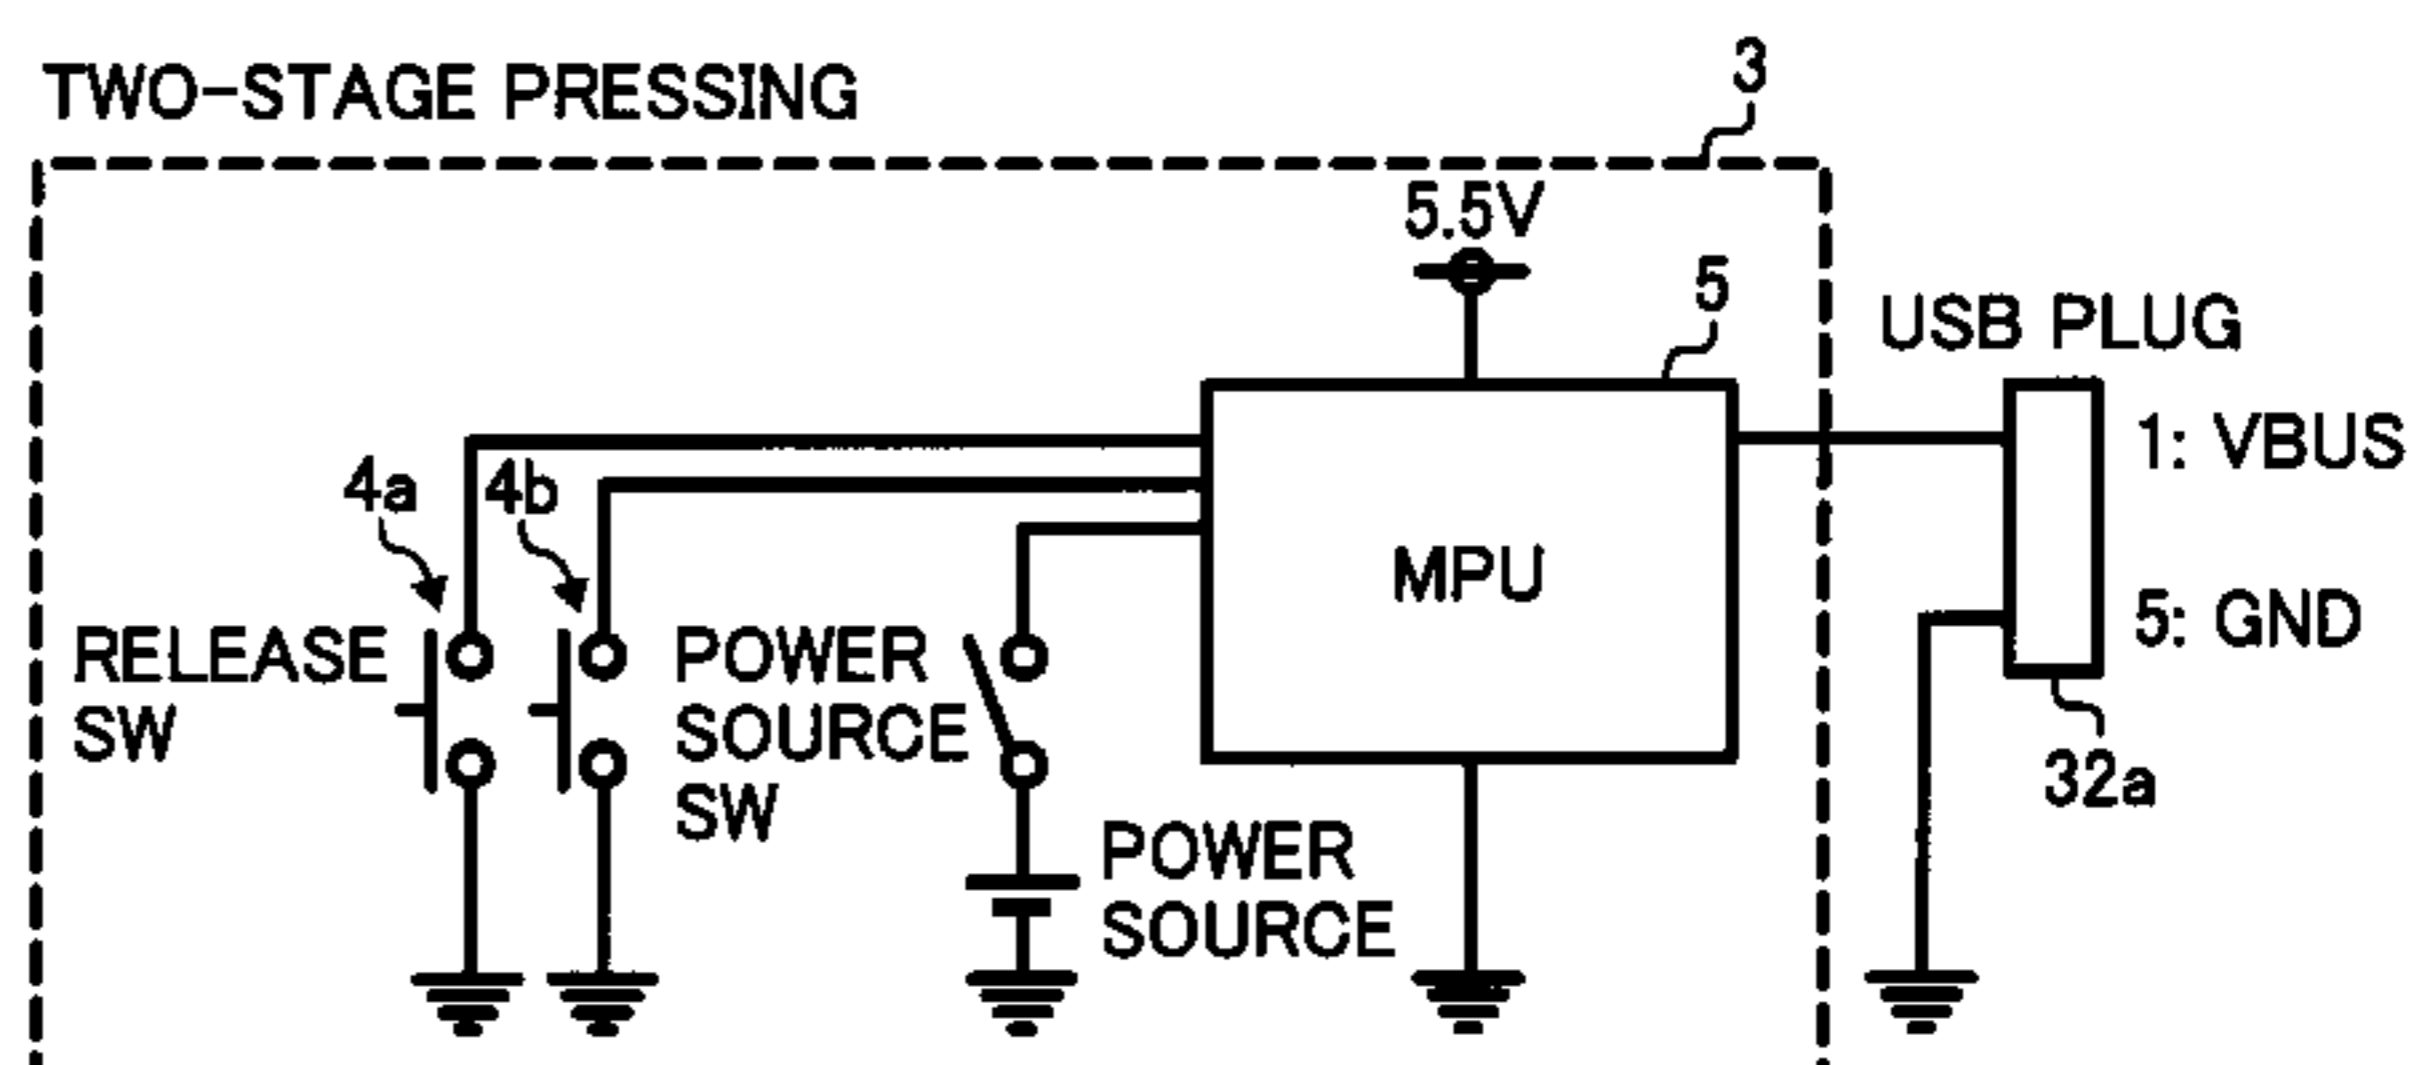 TWO-STAGE PRESSING
3
5.5V
5
USB PLUG
1: VBUS
4a
4b
MPU
5: GND
RELEASE
SW
POWER
SOURCE
SW
32a
POWER
SOURCE